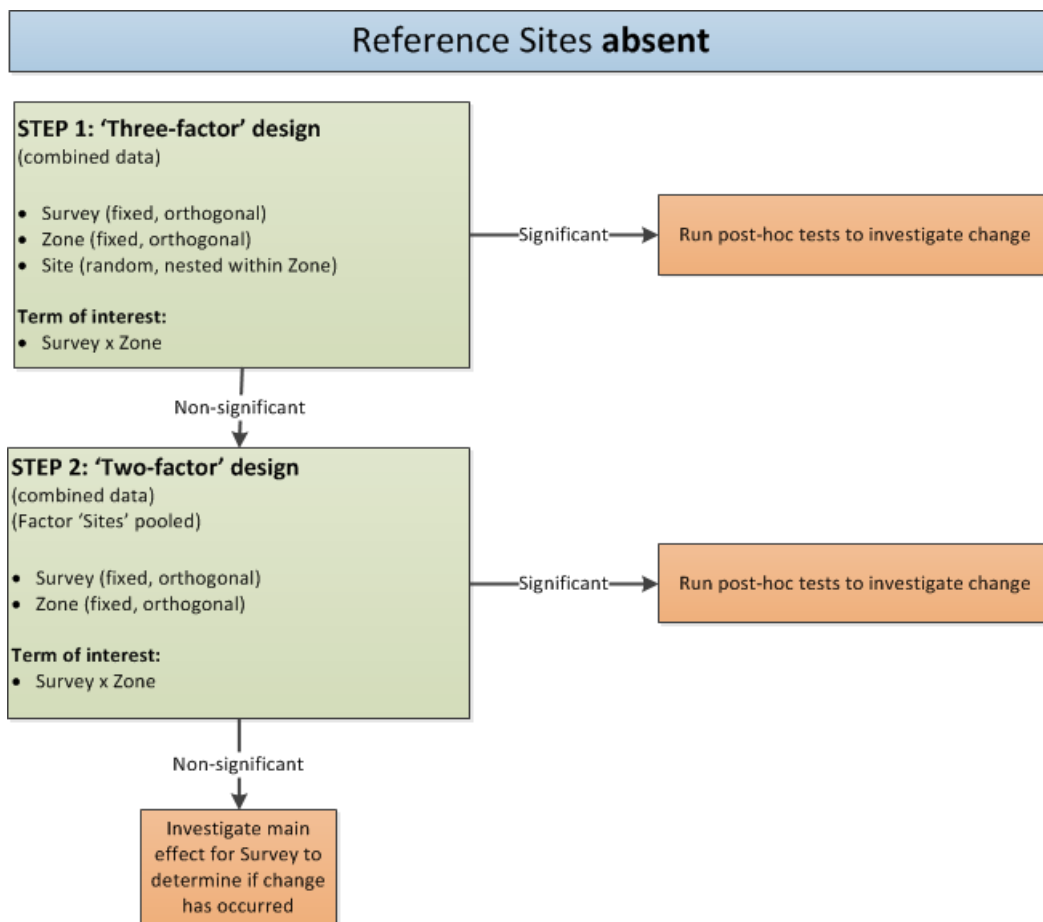 Reference Sites absent
STEP 1: ‘Three-factor’ design
(combined data)
• Survey (fixed, orthogonal)
• Zone (fixed, orthogonal)
• Site (random, nested within Zone)
Term of interest:
• Survey x Zone
Significant
Run post-hoc tests to investigate change
Non-significant
STEP 2: ‘Two-factor’ design
(combined data)
(Factor ‘Sites’ pooled)
• Survey (fixed, orthogonal)
• Zone (fixed, orthogonal)
Term of interest:
• Survey x Zone
Significant
Run post-hoc tests to investigate change
Non-significant
Investigate main
effect for Survey to
determine if change
has occurred